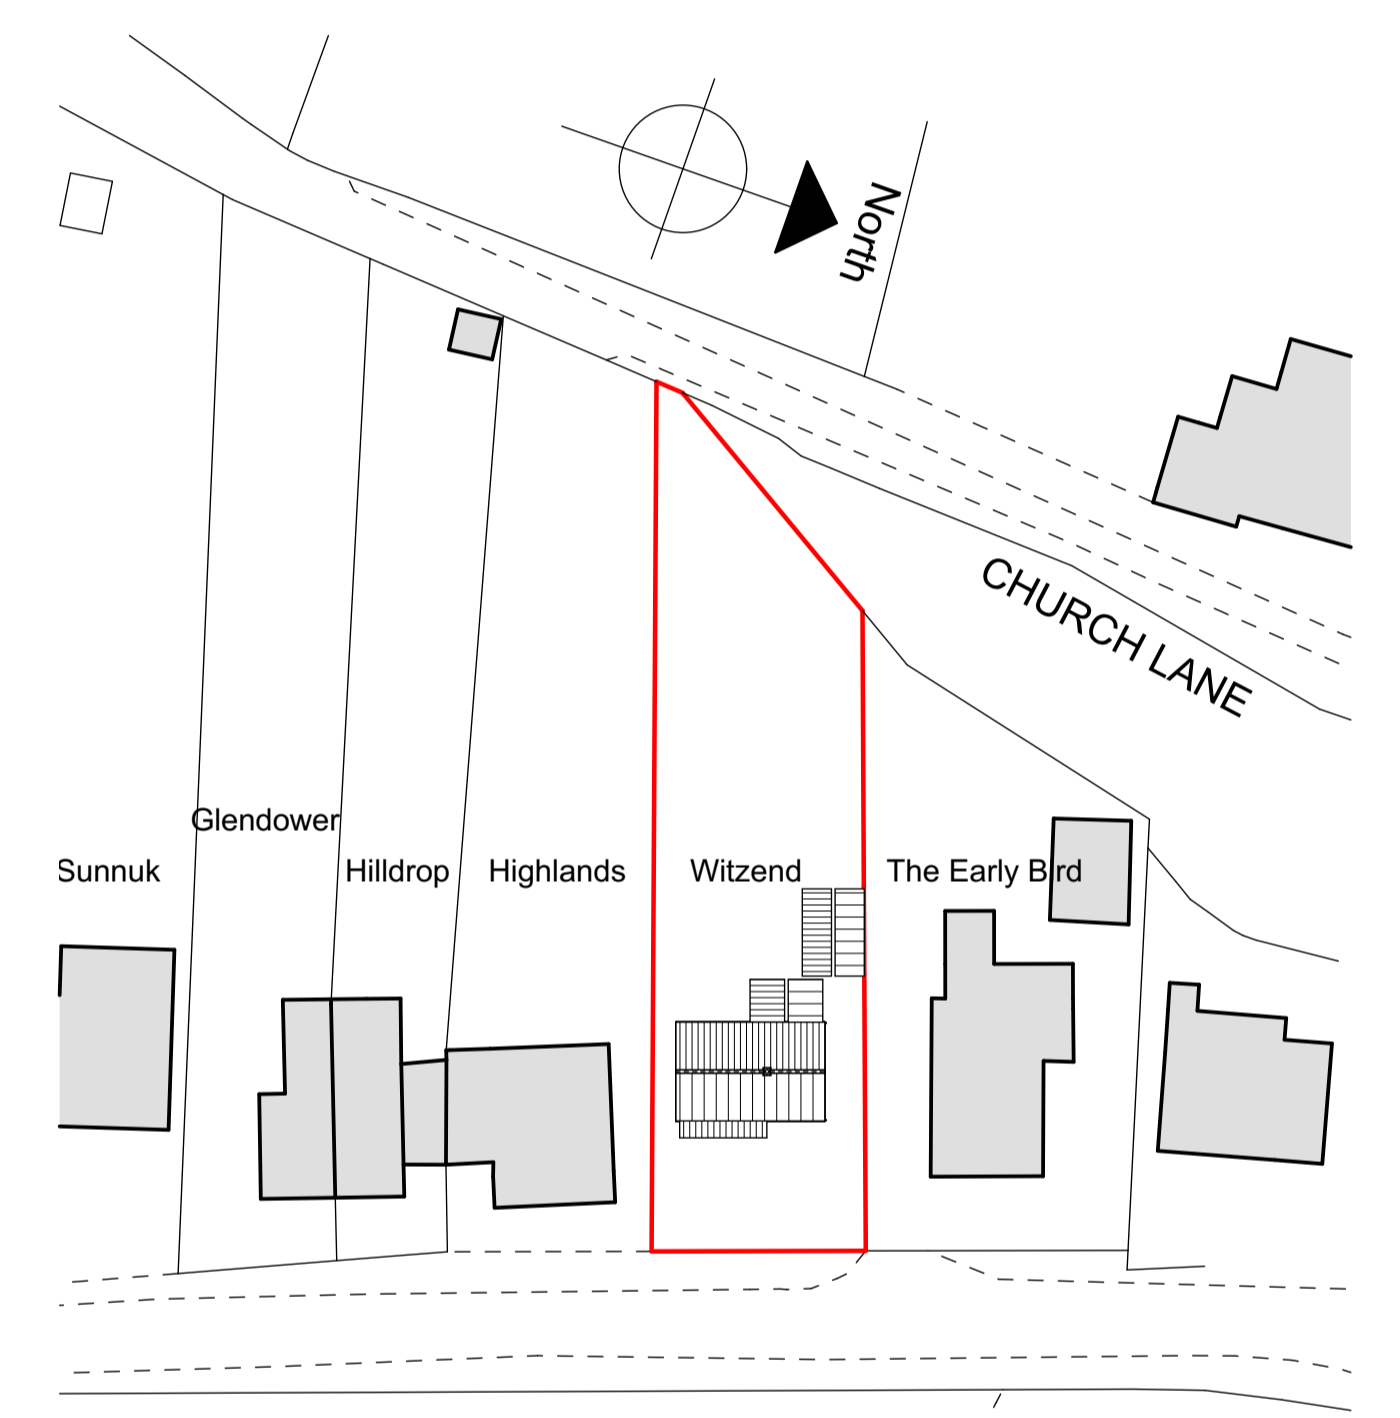 North
CHURCH LANE
Glendower
Sunnuk
Hilldrop
Highlands
Witzend
The Early Bird